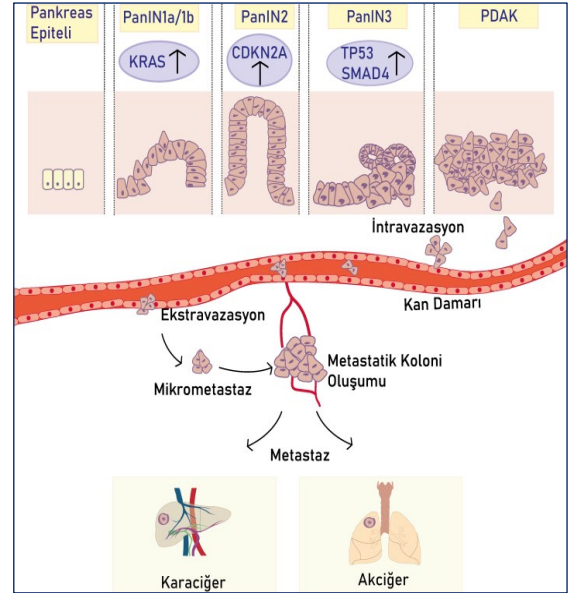 Pankreas
Epiteli
PanIN1a/1b
PanIN2
PanIN3
PDAK
KRAS
CDKN2A
TP53
SMAD4
İntravazasyon
Kan Damarı
Ekstravazasyon
Mikrometastaz
Metastatik Koloni
Oluşumu
Metastaz
Karaciğer
Akciğer